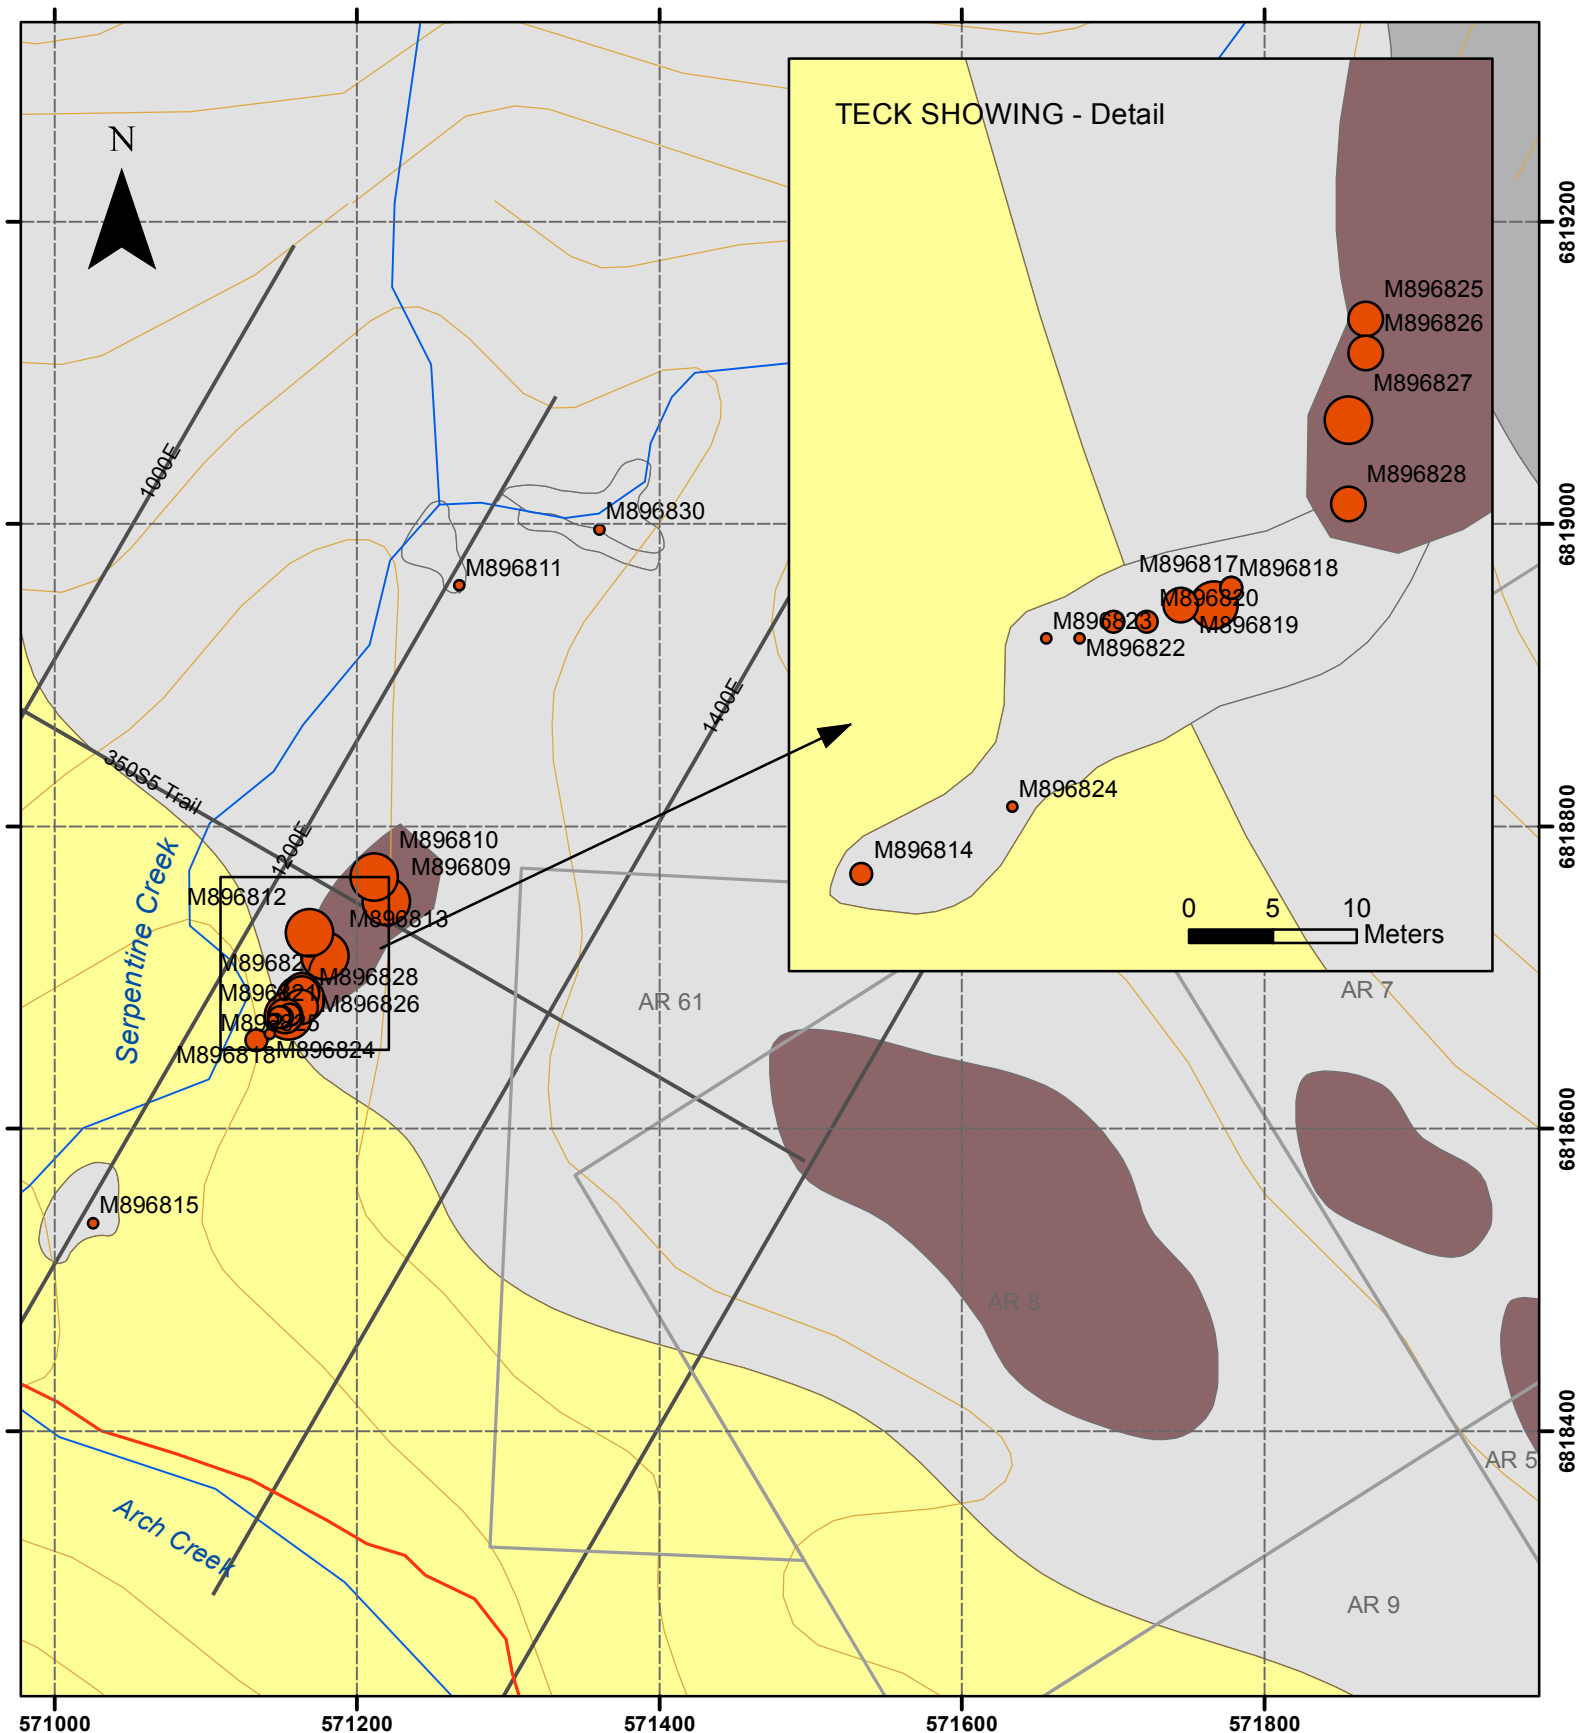 TECK SHOWING - Detail
N
6819200
M896825
M896826
M896827
1000E
M896828
M896830
6819000
M896811
M896817
M896818
M896820
M896823
M896819
M896822
1400E
350S5 Trail
M896824
6818800
1200E
M896810
M896814
M896809
Serpentine Creek
M896812
M896813
0 5 10
Meters
M896827
M896828
M896821
M896826
AR 61
AR 7
M896825
M896818
M896824
6818600
M896815
AR 8
6818400
AR 5
Arch Creek
AR 9
571000
571200
571400
571600
571800